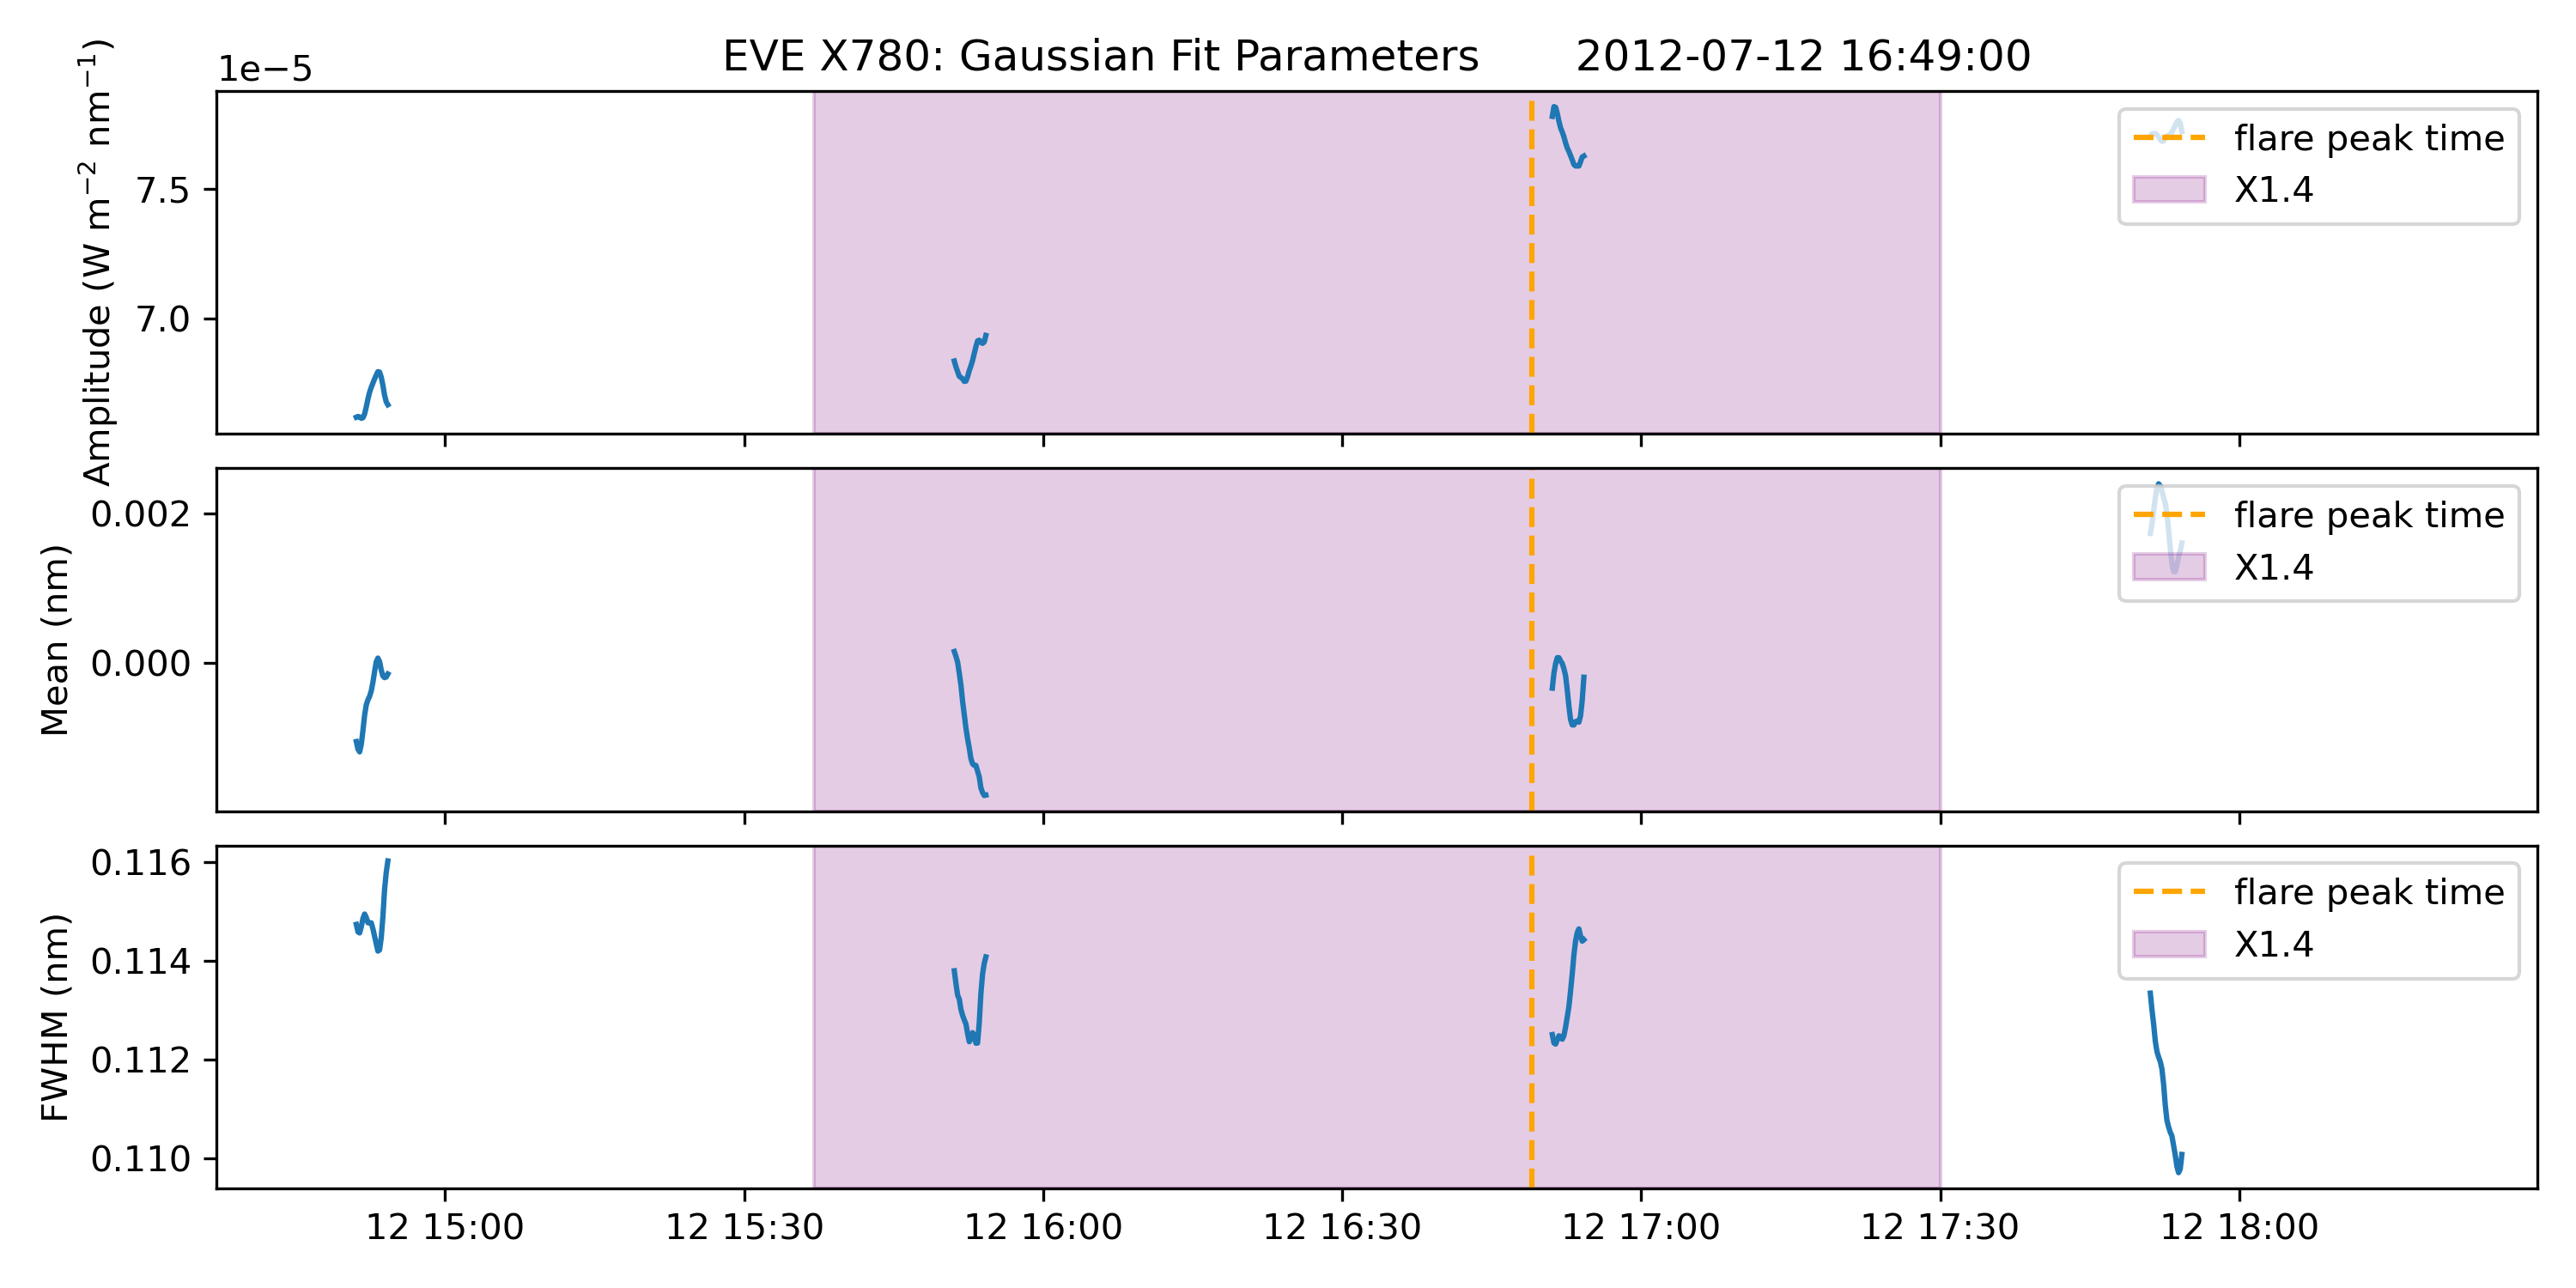 EVE X780: Gaussian Fit Parameters 2012-07-12 16:49:00
1e−5
Amplitude (W m⁻² nm⁻¹)
7.5
7.0
flare peak time
X1.4
Mean (nm)
0.002
0.000
flare peak time
X1.4
FWHM (nm)
0.116
0.114
0.112
0.110
flare peak time
X1.4
12 15:00 12 15:30 12 16:00 12 16:30 12 17:00 12 17:30 12 18:00